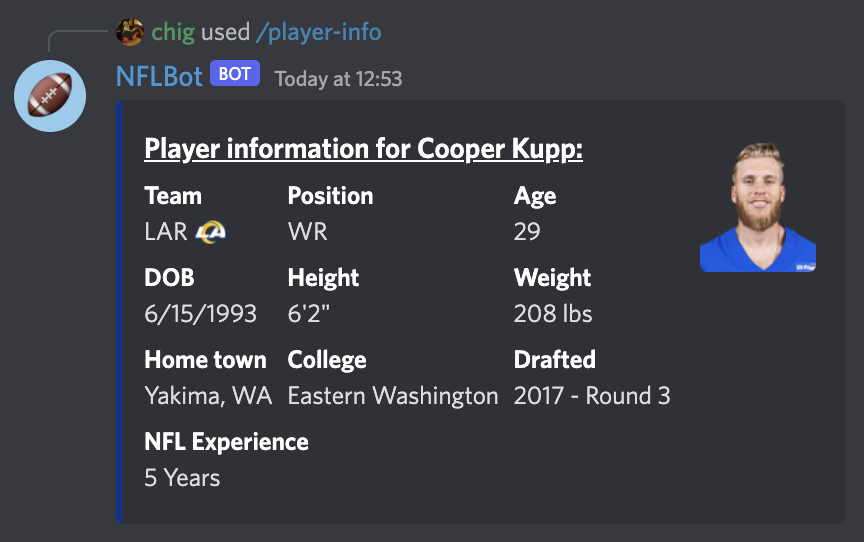 chig used /player-info
NFLBot BOT Today at 12:53
Player information for Cooper Kupp:
Team Position Age
LAR LA WR 29
DOB Height Weight
6/15/1993 6'2" 208 lbs
Home town College Drafted
Yakima, WA Eastern Washington 2017 - Round 3
NFL Experience
5 Years